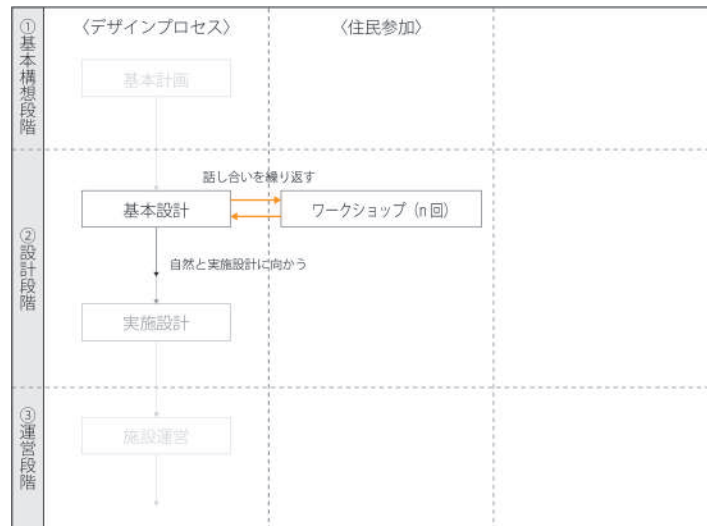 〈デザインプロセス〉
〈住民参加〉
①基本構想段階
基本計画
話し合いを繰り返す
基本設計
ワークショップ（n 回）
②設計段階
自然と実施設計に向かう
実施設計
③運営段階
施設運営